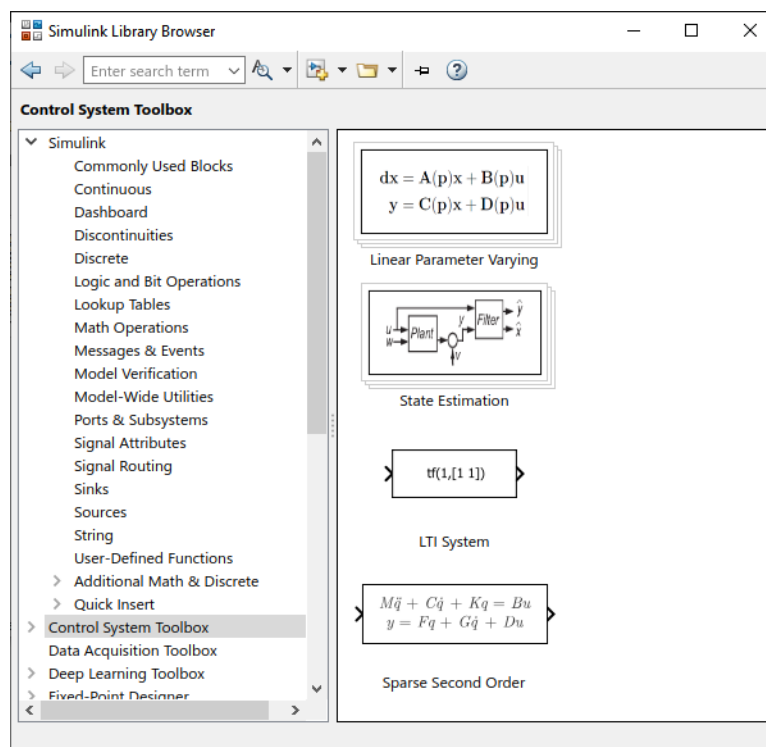 Simulink Library Browser
Enter search term
Control System Toolbox
Simulink
Commonly Used Blocks
Continuous
Dashboard
Discontinuities
Discrete
Logic and Bit Operations
Lookup Tables
Math Operations
Messages & Events
Model Verification
Model-Wide Utilities
Ports & Subsystems
Signal Attributes
Signal Routing
Sinks
Sources
String
User-Defined Functions
Additional Math & Discrete
Quick Insert
Control System Toolbox
Data Acquisition Toolbox
Deep Learning Toolbox
Fixed-Point Designer
dx = A(p)x + B(p)u
y = C(p)x + D(p)u
Linear Parameter Varying
u
w
Plant
y
v
Filter
ŷ
x̂
State Estimation
tf(1,[1 1])
LTI System
Mq̈ + Cq̇ + Kq = Bu
y = Fq + Gq̇ + Du
Sparse Second Order